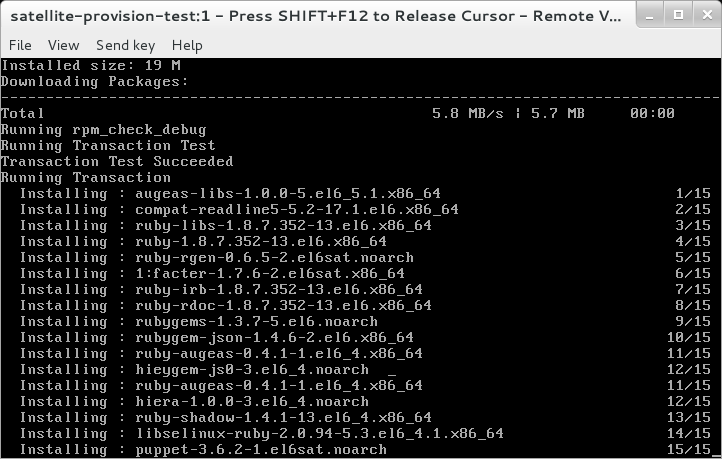 satellite-provision-test:1 - Press SHIFT+F12 to Release Cursor - Remote V...
File View Send key Help
Installed size: 19 M
Downloading Packages:
--------------------------------------------------------------------------------
Total 5.8 MB/s | 5.7 MB 00:00
Running rpm_check_debug
Running Transaction Test
Transaction Test Succeeded
Running Transaction
Installing : augeas-libs-1.0.0-5.el6_5.1.x86_64 1/15
Installing : compat-readline5-5.2-17.1.el6.x86_64 2/15
Installing : ruby-libs-1.8.7.352-13.el6.x86_64 3/15
Installing : ruby-1.8.7.352-13.el6.x86_64 4/15
Installing : ruby-rgen-0.6.5-2.el6sat.noarch 5/15
Installing : 1:facter-1.7.6-2.el6sat.x86_64 6/15
Installing : ruby-irb-1.8.7.352-13.el6.x86_64 7/15
Installing : ruby-rdoc-1.8.7.352-13.el6.x86_64 8/15
Installing : rubygems-1.3.7-5.el6.noarch 9/15
Installing : rubygem-json-1.4.6-2.el6.x86_64 10/15
Installing : ruby-augeas-0.4.1-1.el6_4.x86_64 11/15
Installing : hieygem-js0-3.el6_4.noarch _ 12/15
Installing : ruby-augeas-0.4.1-1.el6_4.x86_64 11/15
Installing : hiera-1.0.0-3.el6_4.noarch 12/15
Installing : ruby-shadow-1.4.1-13.el6_4.x86_64 13/15
Installing : libselinux-ruby-2.0.94-5.3.el6_4.1.x86_64 14/15
Installing : puppet-3.6.2-1.el6sat.noarch 15/15_